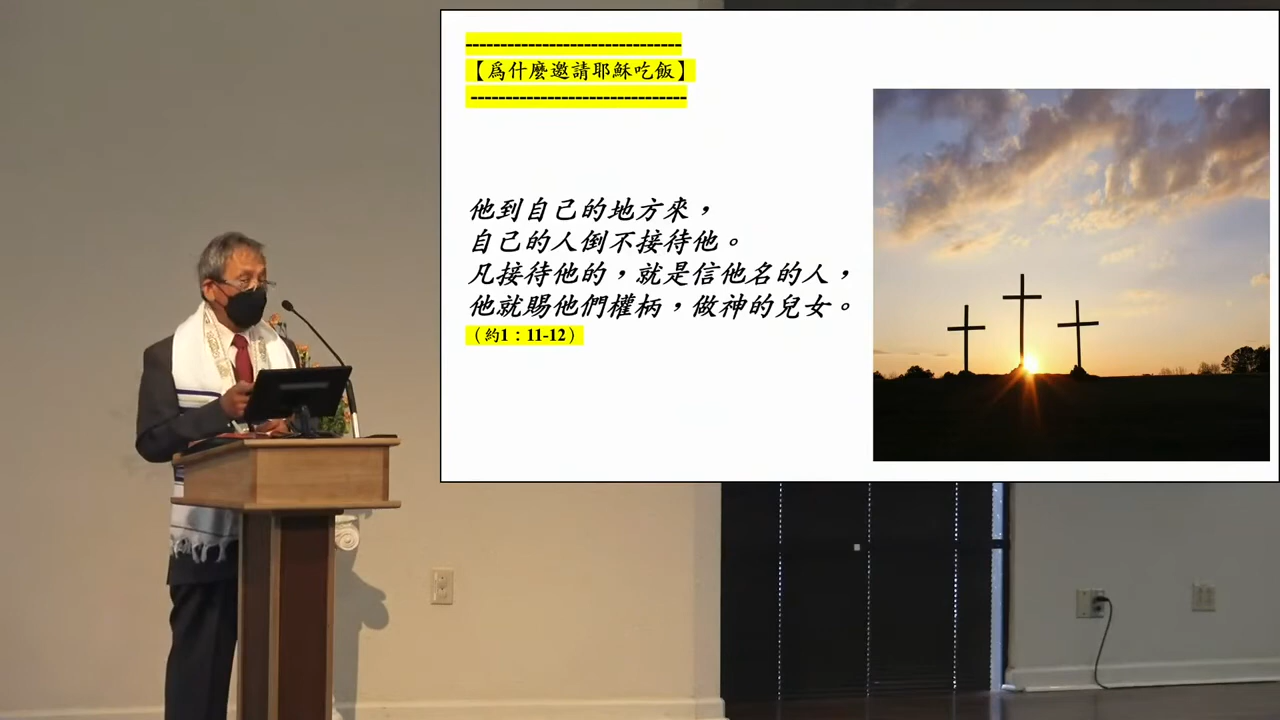 -------------------------------
【爲什麼邀請耶穌吃飯】
-------------------------------
他到自己的地方來，
自己的人倒不接待他。
凡接待他的，就是信他名的人，
他就賜他們權柄，做神的兒女。
（約1：11-12）